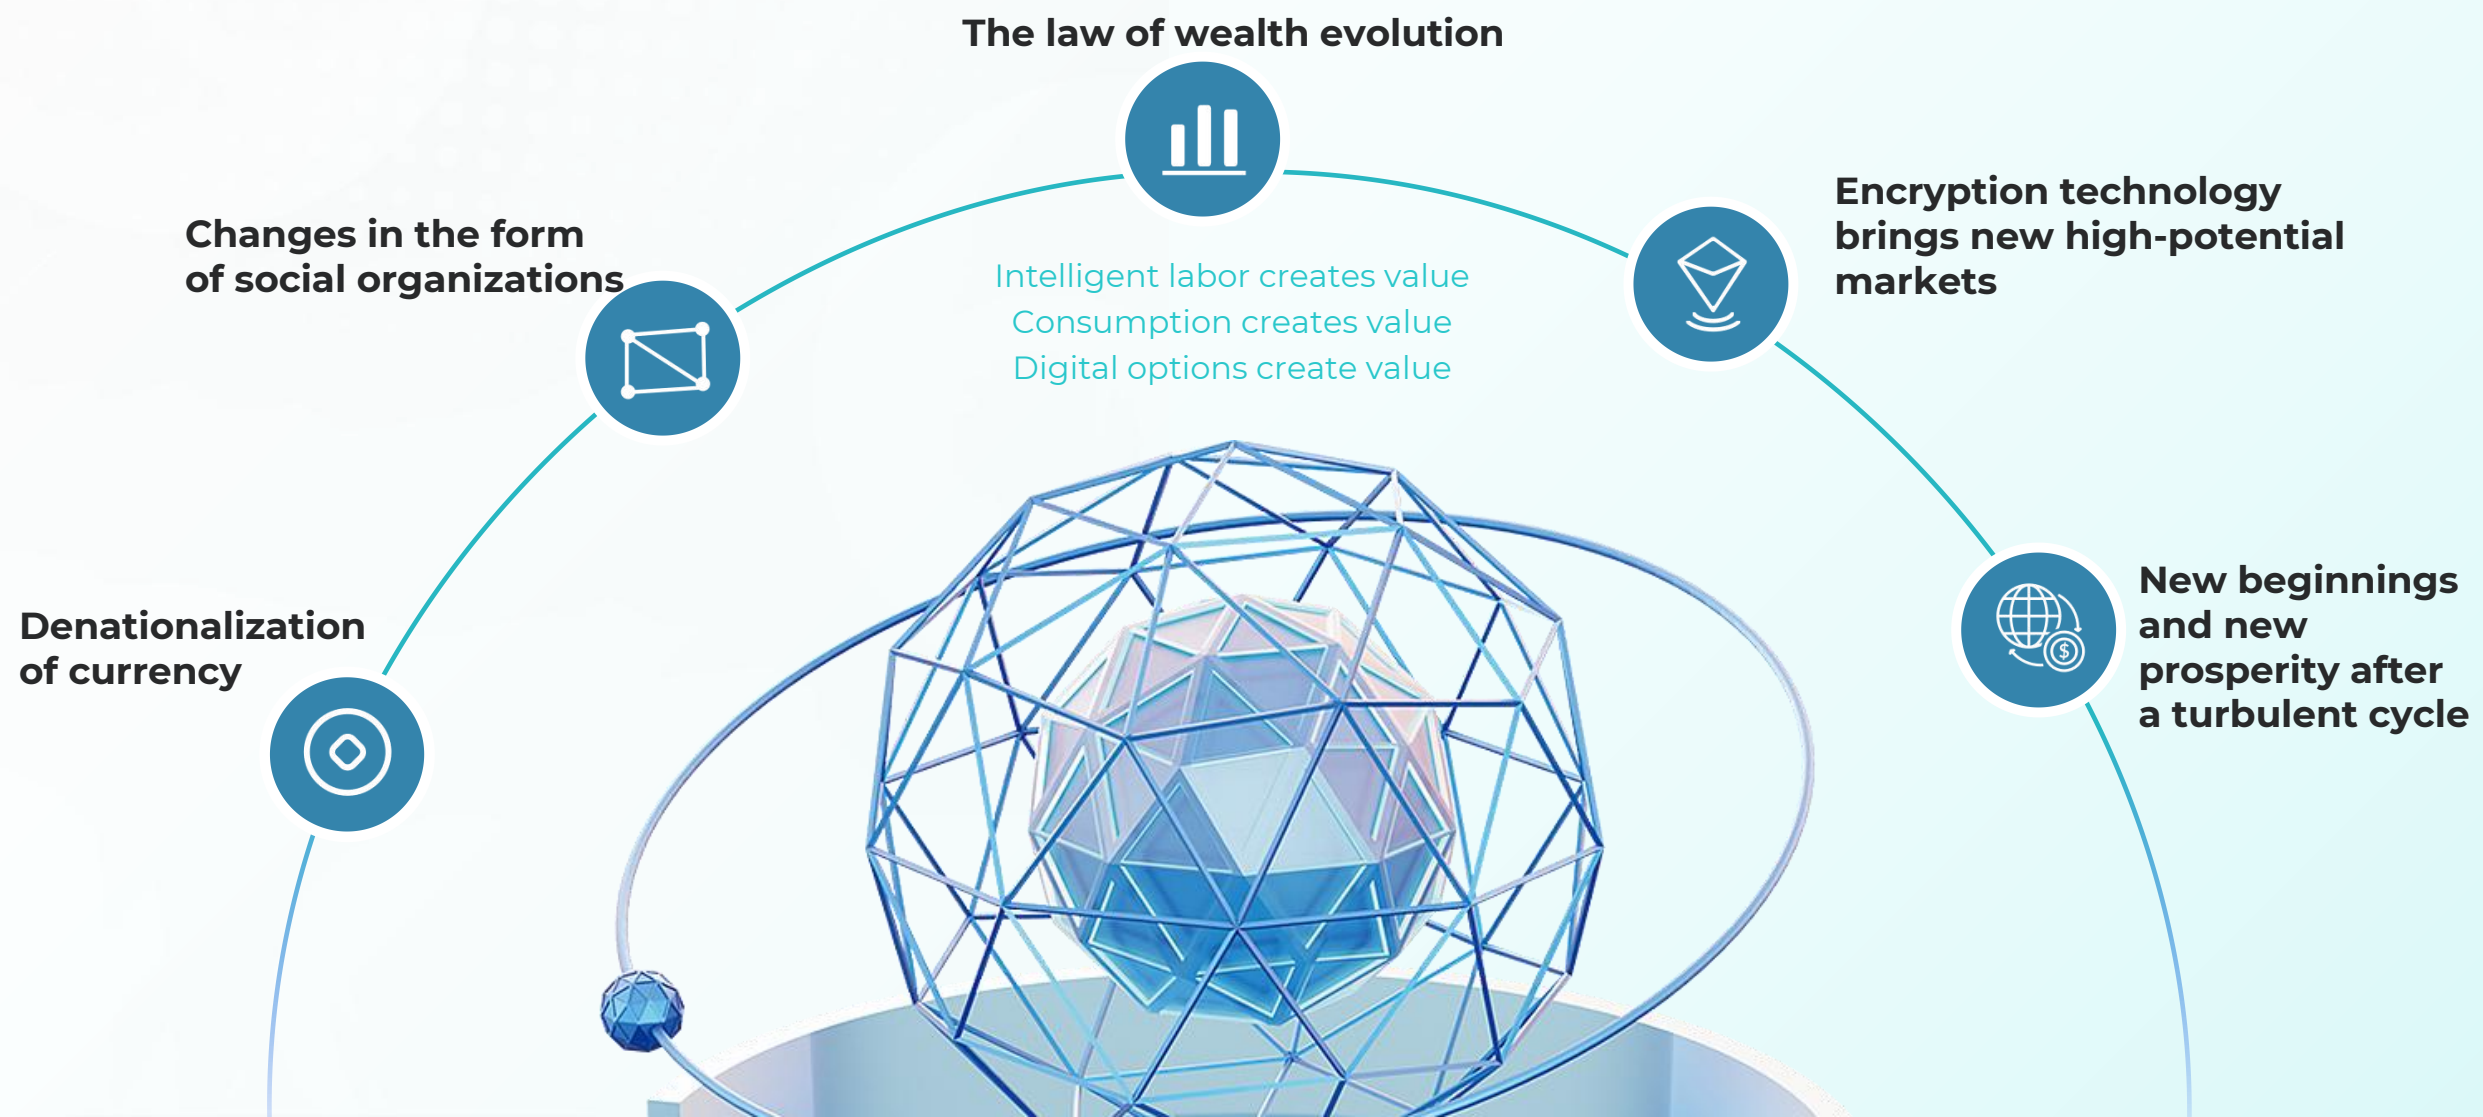 The law of wealth evolution
Changes in the form
of social organizations
Encryption technology
brings new high-potential
markets
Intelligent labor creates value
Consumption creates value
Digital options create value
Denationalization
of currency
New beginnings
and new
prosperity after
a turbulent cycle
$